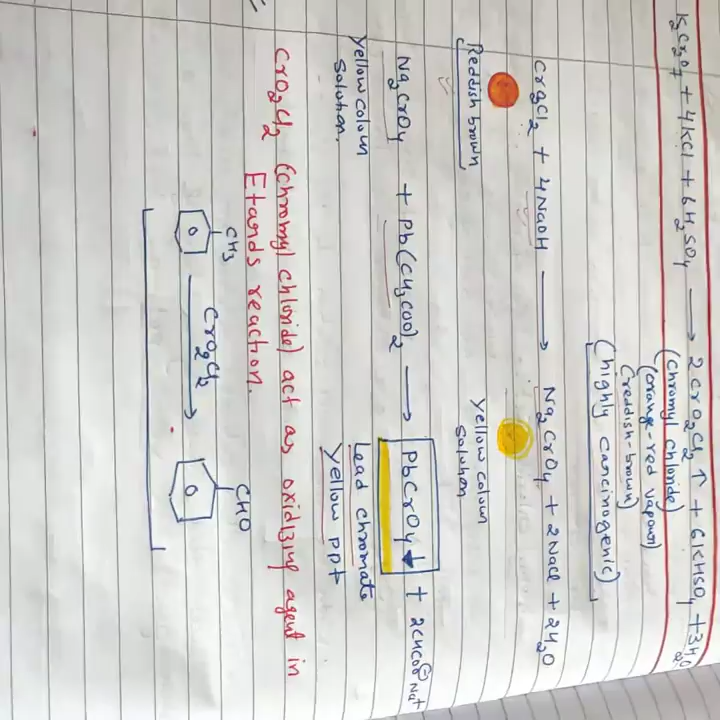 K₂Cr₂O7 + 4KCl + 6H₂SO₄ → 2CrO₂Cl₂↑ + 6KHSO₄ + 3H₂O
(chromyl chloride)
(orange-red vapour)
(reddish-brown)
(highly carcinogenic)
CrO₂Cl₂ + 4NaOH → Na₂CrO₄ + 2NaCl + 2H₂O
Reddish brown
yellow colour
solution
Na₂CrO₄ + Pb(CH₃COO)₂ → PbCrO₄↓ + 2CH₃COO⊖Na⁺
yellow colour
solution.
Lead chromate
yellow ppt
CrO₂Cl₂ (chromyl chloride) act as oxidizing agent in
Etards reaction.
CH₃ CrO₂Cl₂ → CHO